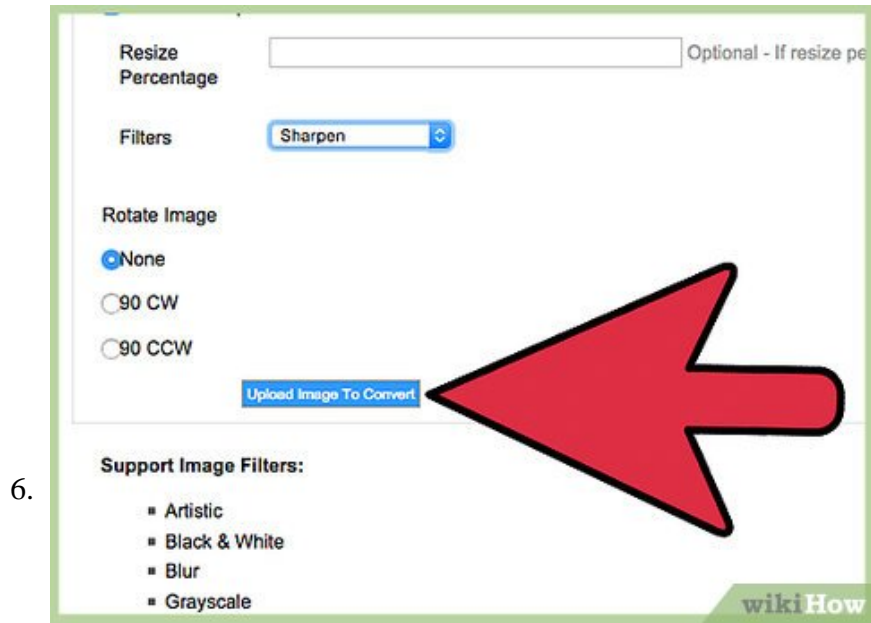 Resize
Percentage
Optional - If resize pe
Filters
Sharpen
Rotate Image
None
90 CW
90 CCW
Upload Image To Convert
Support Image Filters:
6.
Artistic
Black & White
Blur
Grayscale
wikiHow